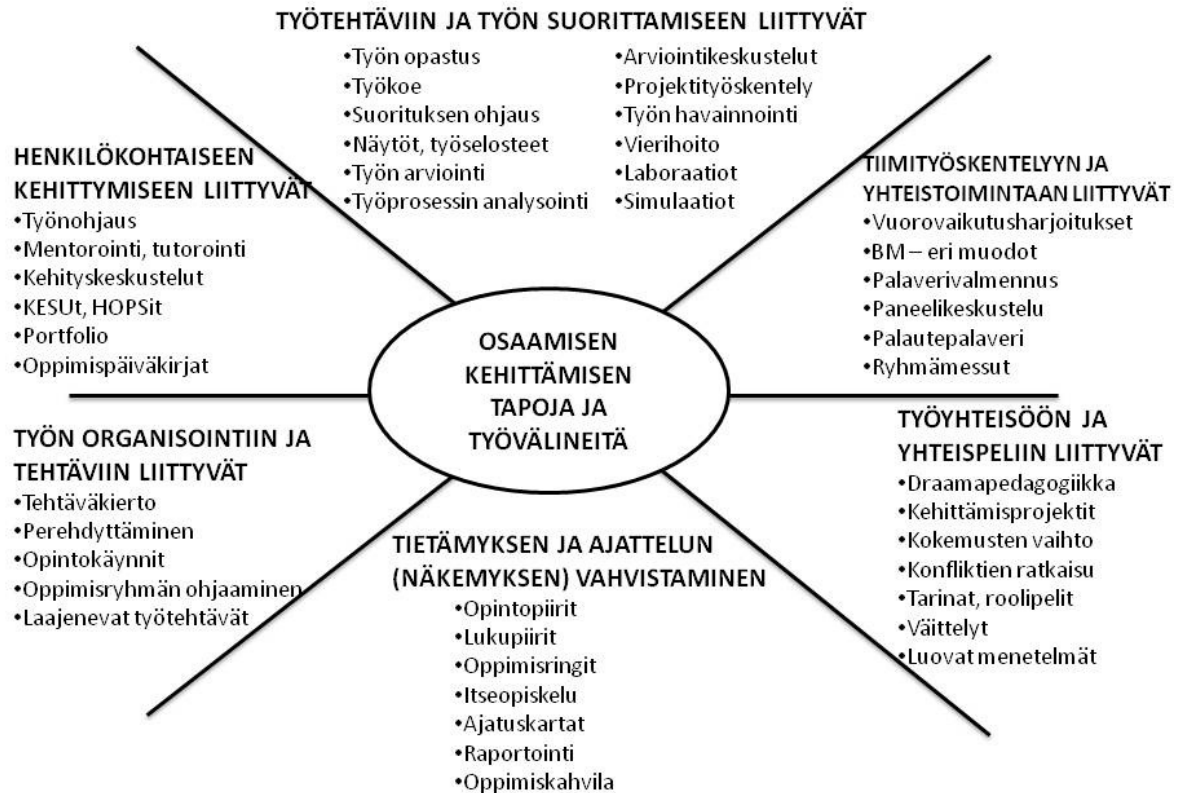 TYÖTEHTÄVIIN JA TYÖN SUORITTAMISEEN LIITTYVÄT
•Työn opastus
•Työkoe
•Suorituksen ohjaus
•Näytöt, työselosteet
•Työn arviointi
•Työprosessin analysointi
•Arviointikeskustelut
•Projektityöskentely
•Työn havainnointi
•Vierihoito
•Laboraatiot
•Simulaatiot
HENKILÖKOHTAISEEN
KEHITTYMISEEN LIITTYVÄT
•Työnohjaus
•Mentorointi, tutorointi
•Kehityskeskustelut
•KESUt, HOPSit
•Portfolio
•Oppimispäiväkirjat
TIIMITYÖSKENTELYYN JA
YHTEISTOIMINTAAN LIITTYVÄT
•Vuorovaikutusharjoitukset
•BM – eri muodot
•Palaverivalmennus
•Paneelikeskustelu
•Palautepalaveri
•Ryhmämessut
OSAAMISEN
KEHITTÄMISEN
TAPOJA JA
TYÖVÄLINEITÄ
TYÖN ORGANISOINTIIN JA
TEHTÄVIIN LIITTYVÄT
•Tehtäväkierto
•Perehdyttäminen
•Opintokäynnit
•Oppimisryhmän ohjaaminen
•Laajenevat työtehtävät
TIETÄMYKSEN JA AJATTELUN
(NÄKEMYKSEN) VAHVISTAMINEN
•Opintopiirit
•Lukupiirit
•Oppimisringit
•Itseopiskelu
•Ajatuskartat
•Raportointi
•Oppimiskahvila
TYÖYHTEISÖÖN JA
YHTEISPELIIN LIITTYVÄT
•Draamapedagogiikka
•Kehittämisprojektit
•Kokemusten vaihto
•Konfliktien ratkaisu
•Tarinat, roolipelit
•Väittelyt
•Luovat menetelmät